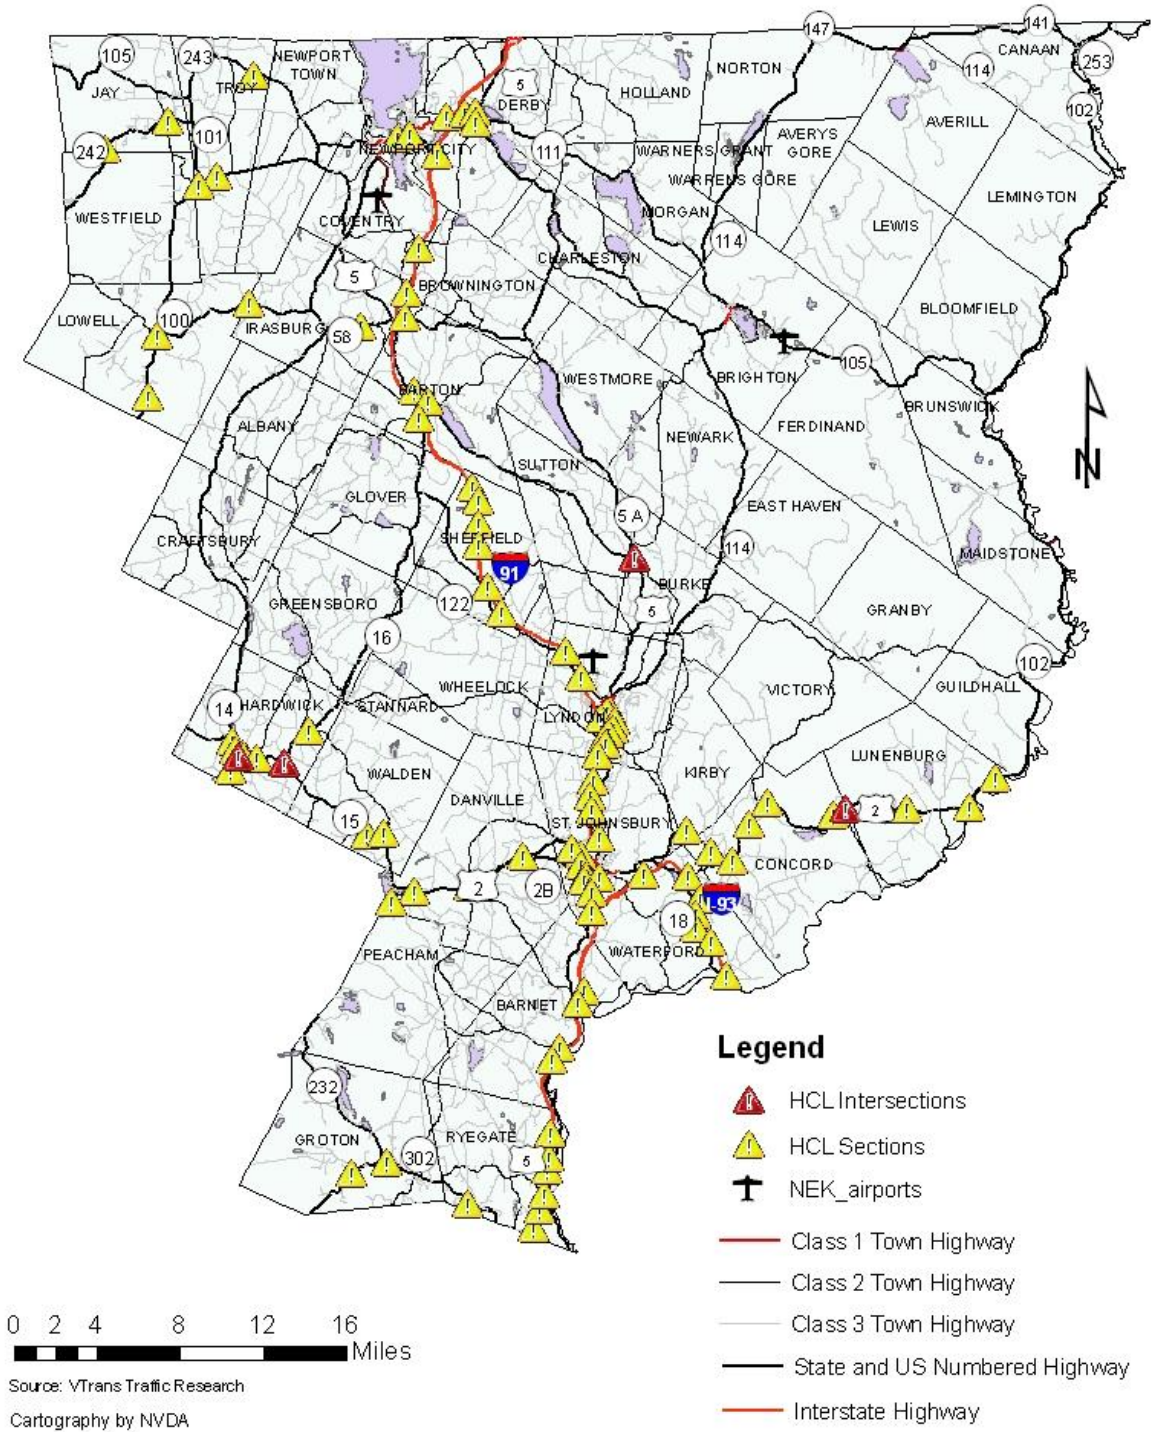 147
141
CANAAN
253
105
243
NEWPORT
TOWN
114
NORTON
5
JAY
TROY
HOLLAND
DERBY
102
AVERILL
AVERYS
GORE
101
242
NEWPORT CITY
111
WARNERS GRANT
WARRENS GORE
LEMINGTON
WESTFIELD
COVENTRY
MORGAN
LEWIS
114
CHARLESTON
5
BROWNINGTON
BLOOMFIELD
LOWELL
100
IRASBURG
58
105
BARTON
WESTMORE
BRIGHTON
BRUNSWICK
ALBANY
NEWARK
FERDINAND
SUTTON
GLOVER
5 A
EAST HAVEN
CRAFTSBURY
SHEFFIELD
114
MAIDSTONE
91
BURKE
GREENSBORO
122
5
GRANBY
16
102
WHEELOCK
VICTORY
GUILDHALL
14
HARDWICK
STANNARD
LYNDON
LUNENBURG
WALDEN
KIRBY
DANVILLE
15
ST JOHNSBURY
2
CONCORD
2
2B
I-93
18
PEACHAM
WATERFORD
BARNET
232
GROTON
RYEGATE
302
5
N
Legend
HCL Intersections
HCL Sections
NEK_airports
Class 1 Town Highway
Class 2 Town Highway
Class 3 Town Highway
State and US Numbered Highway
Interstate Highway
0 2 4 8 12 16
Miles
Source: VTrans Traffic Research
Cartography by NVDA